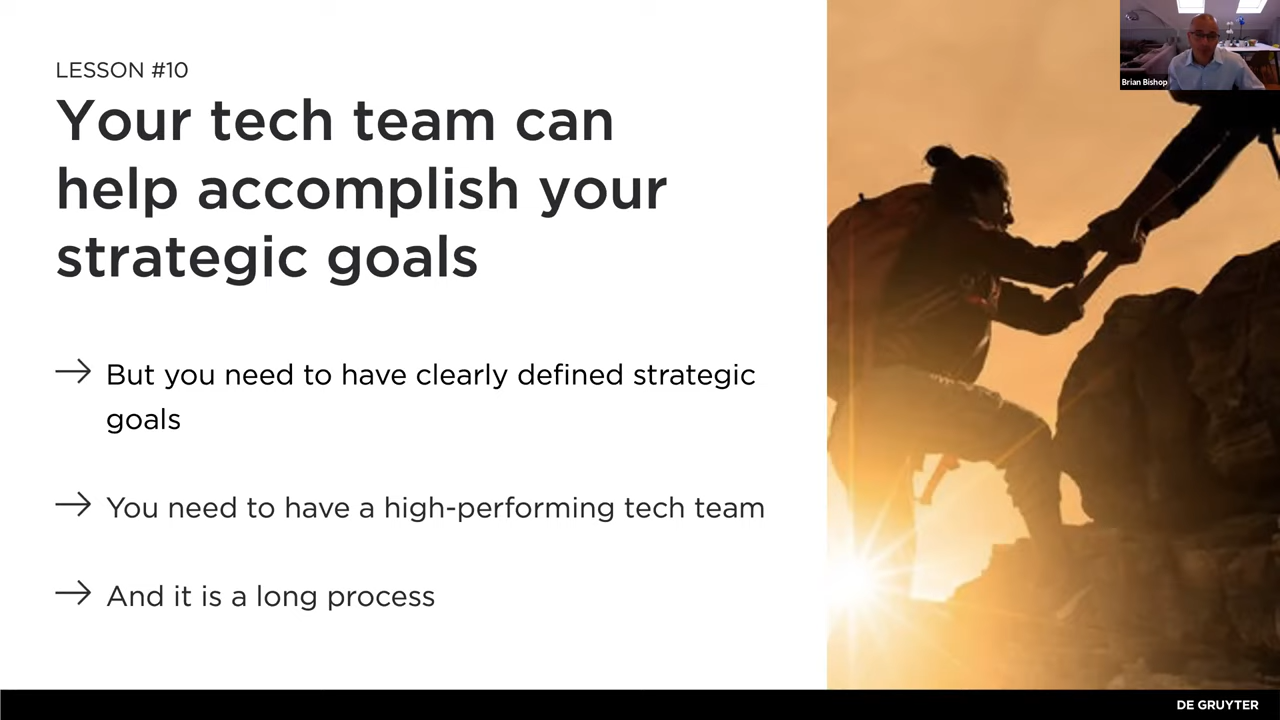 LESSON #10
Your tech team can
help accomplish your
strategic goals
→ But you need to have clearly defined strategic
goals
→ You need to have a high-performing tech team
→ And it is a long process
Brian Bishop
DE GRUYTER